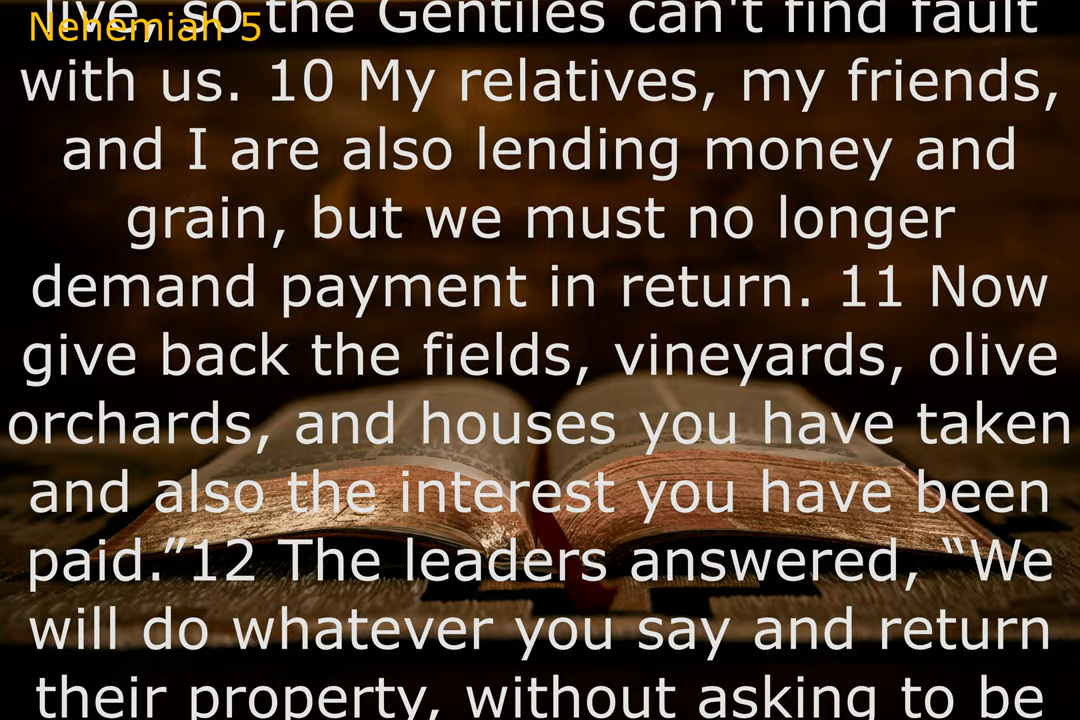 Nehemiah 5
live, so the Gentiles can't find fault
with us. 10 My relatives, my friends,
and I are also lending money and
grain, but we must no longer
demand payment in return. 11 Now
give back the fields, vineyards, olive
orchards, and houses you have taken
and also the interest you have been
paid.”12 The leaders answered, “We
will do whatever you say and return
their property, without asking to be